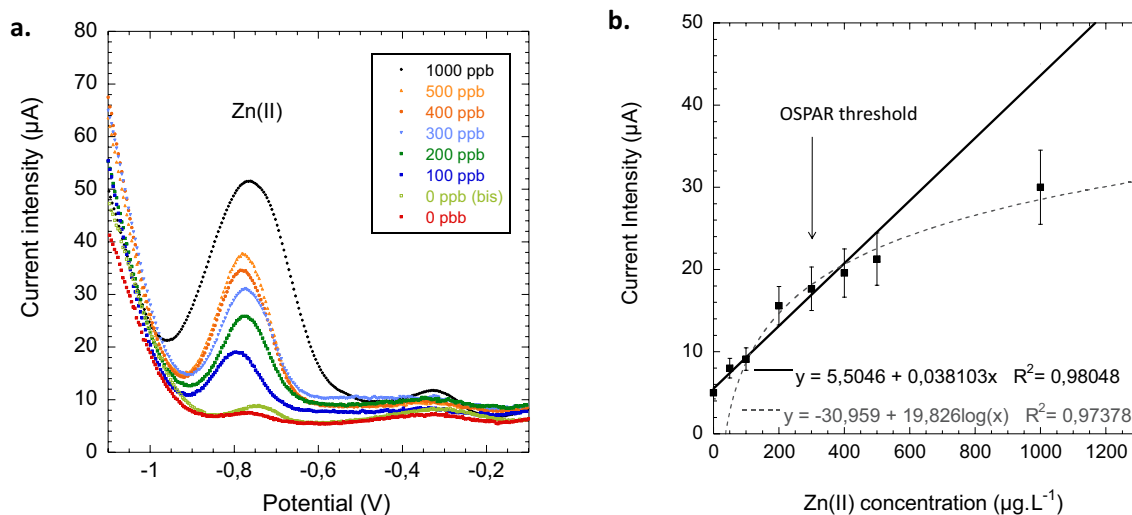 a.
80
70
60
50
40
30
20
10
0
Current intensity (µA)
Zn(II)
1000 ppb
500 ppb
400 ppb
300 ppb
200 ppb
100 ppb
0 ppb (bis)
0 pbb
-1
-0,8
-0,6
-0,4
-0,2
Potential (V)
b.
50
40
30
20
10
0
Current Intensity (µA)
OSPAR threshold
y = 5,5046 + 0,038103x R²= 0,98048
y = -30,959 + 19,826log(x) R²= 0,97378
0 200 400 600 800 1000 1200
Zn(II) concentration (µg.L⁻¹)